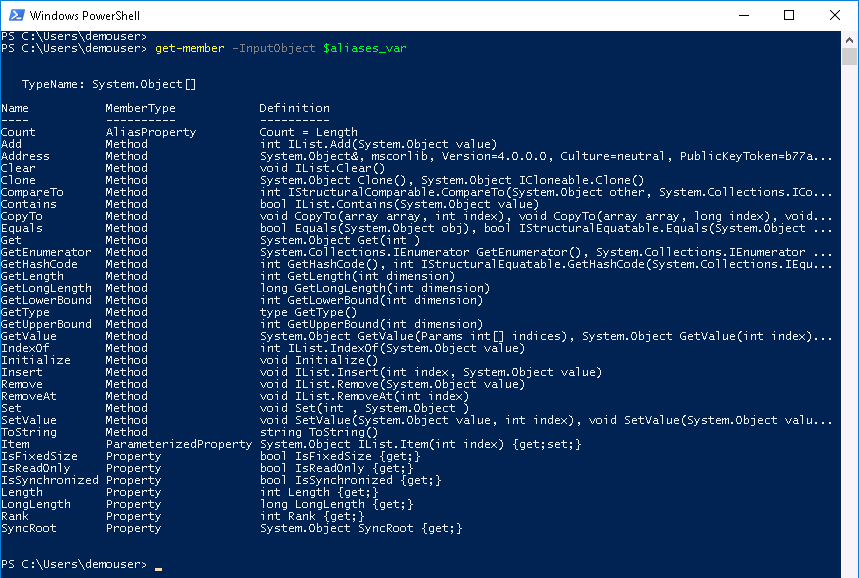 Windows PowerShell
PS C:\Users\demouser>
PS C:\Users\demouser> get-member -InputObject $aliases_var
TypeName: System.Object[]
Name MemberType Definition
---- ---------- ----------
Count AliasProperty Count = Length
Add Method int IList.Add(System.Object value)
Address Method System.Object&, mscorlib, Version=4.0.0.0, Culture=neutral, PublicKeyToken=b77a...
Clear Method void IList.Clear()
Clone Method System.Object Clone(), System.Object ICloneable.Clone()
CompareTo Method int IStructuralComparable.CompareTo(System.Object other, System.Collections.ICo...
Contains Method bool IList.Contains(System.Object value)
CopyTo Method void CopyTo(array array, int index), void CopyTo(array array, long index), void...
Equals Method bool Equals(System.Object obj), bool IStructuralEquatable.Equals(System.Object ...
Get Method System.Object Get(int )
GetEnumerator Method System.Collections.IEnumerator GetEnumerator(), System.Collections.IEnumerator ...
GetHashCode Method int GetHashCode(), int IStructuralEquatable.GetHashCode(System.Collections.IEqu...
GetLength Method int GetLength(int dimension)
GetLongLength Method long GetLongLength(int dimension)
GetLowerBound Method int GetLowerBound(int dimension)
GetType Method type GetType()
GetUpperBound Method int GetUpperBound(int dimension)
GetValue Method System.Object GetValue(Params int[] indices), System.Object GetValue(int index)...
IndexOf Method int IList.IndexOf(System.Object value)
Initialize Method void Initialize()
Insert Method void IList.Insert(int index, System.Object value)
Remove Method void IList.Remove(System.Object value)
RemoveAt Method void IList.RemoveAt(int index)
Set Method void Set(int , System.Object )
SetValue Method void SetValue(System.Object value, int index), void SetValue(System.Object valu...
ToString Method string ToString()
Item ParameterizedProperty System.Object IList.Item(int index) {get;set;}
IsFixedSize Property bool IsFixedSize {get;}
IsReadOnly Property bool IsReadOnly {get;}
IsSynchronized Property bool IsSynchronized {get;}
Length Property int Length {get;}
LongLength Property long LongLength {get;}
Rank Property int Rank {get;}
SyncRoot Property System.Object SyncRoot {get;}
PS C:\Users\demouser> _